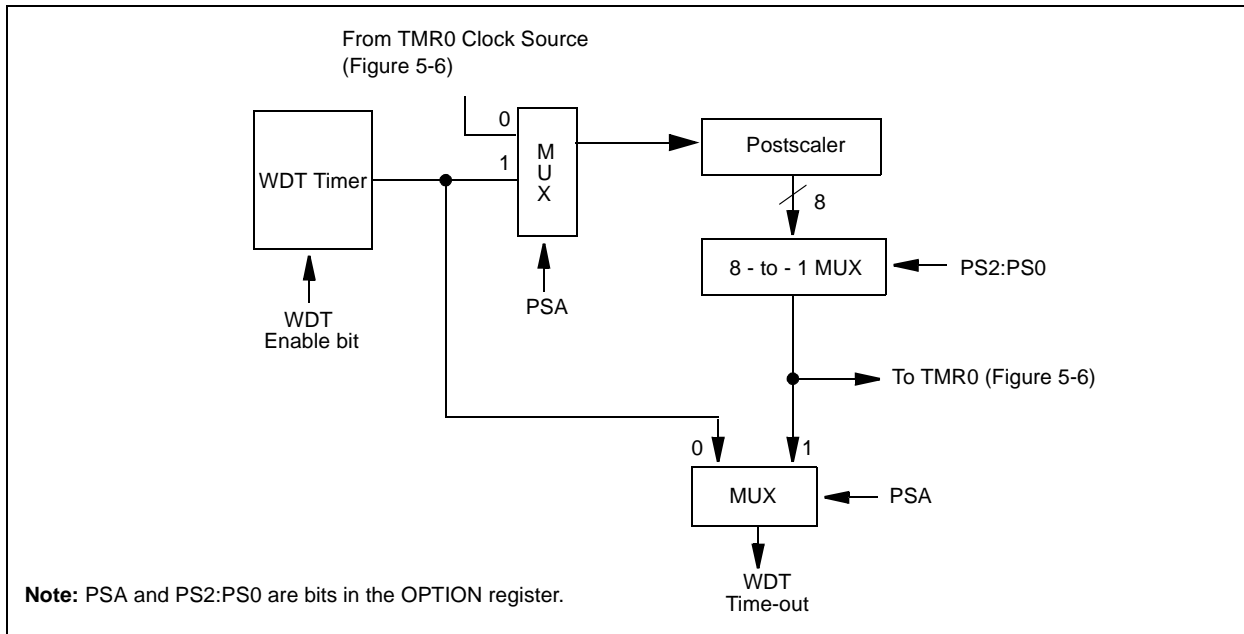 From TMR0 Clock Source
(Figure 5-6)
0
1
M
U
X
WDT Timer
Postscaler
8
8 - to - 1 MUX
PS2:PS0
PSA
WDT
Enable bit
To TMR0 (Figure 5-6)
0
1
MUX
PSA
WDT
Time-out
Note: PSA and PS2:PS0 are bits in the OPTION register.